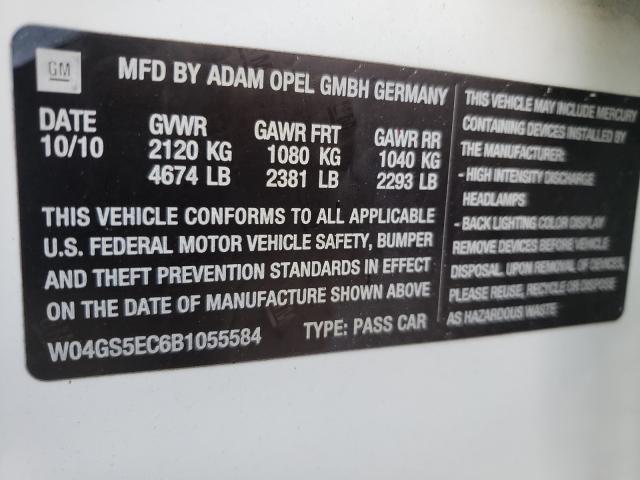 GM
MFD BY ADAM OPEL GMBH GERMANY
DATE GVWR GAWR FRT GAWR RR
10/10 2120 KG 1080 KG 1040 KG
4674 LB 2381 LB 2293 LB
THIS VEHICLE CONFORMS TO ALL APPLICABLE
U.S. FEDERAL MOTOR VEHICLE SAFETY, BUMPER
AND THEFT PREVENTION STANDARDS IN EFFECT
ON THE DATE OF MANUFACTURE SHOWN ABOVE
W04GS5EC6B1055584 TYPE: PASS CAR
THIS VEHICLE MAY INCLUDE MERCURY
CONTAINING DEVICES INSTALLED BY
THE MANUFACTURER:
- HIGH INTENSITY DISCHARGE
HEADLAMPS
- BACK LIGHTING COLOR DISPLAY
REMOVE DEVICES BEFORE VEHICLE
DISPOSAL. UPON REMOVAL OF DEVICES,
PLEASE REUSE, RECYCLE OR DISPOSE
AS HAZARDOUS WASTE